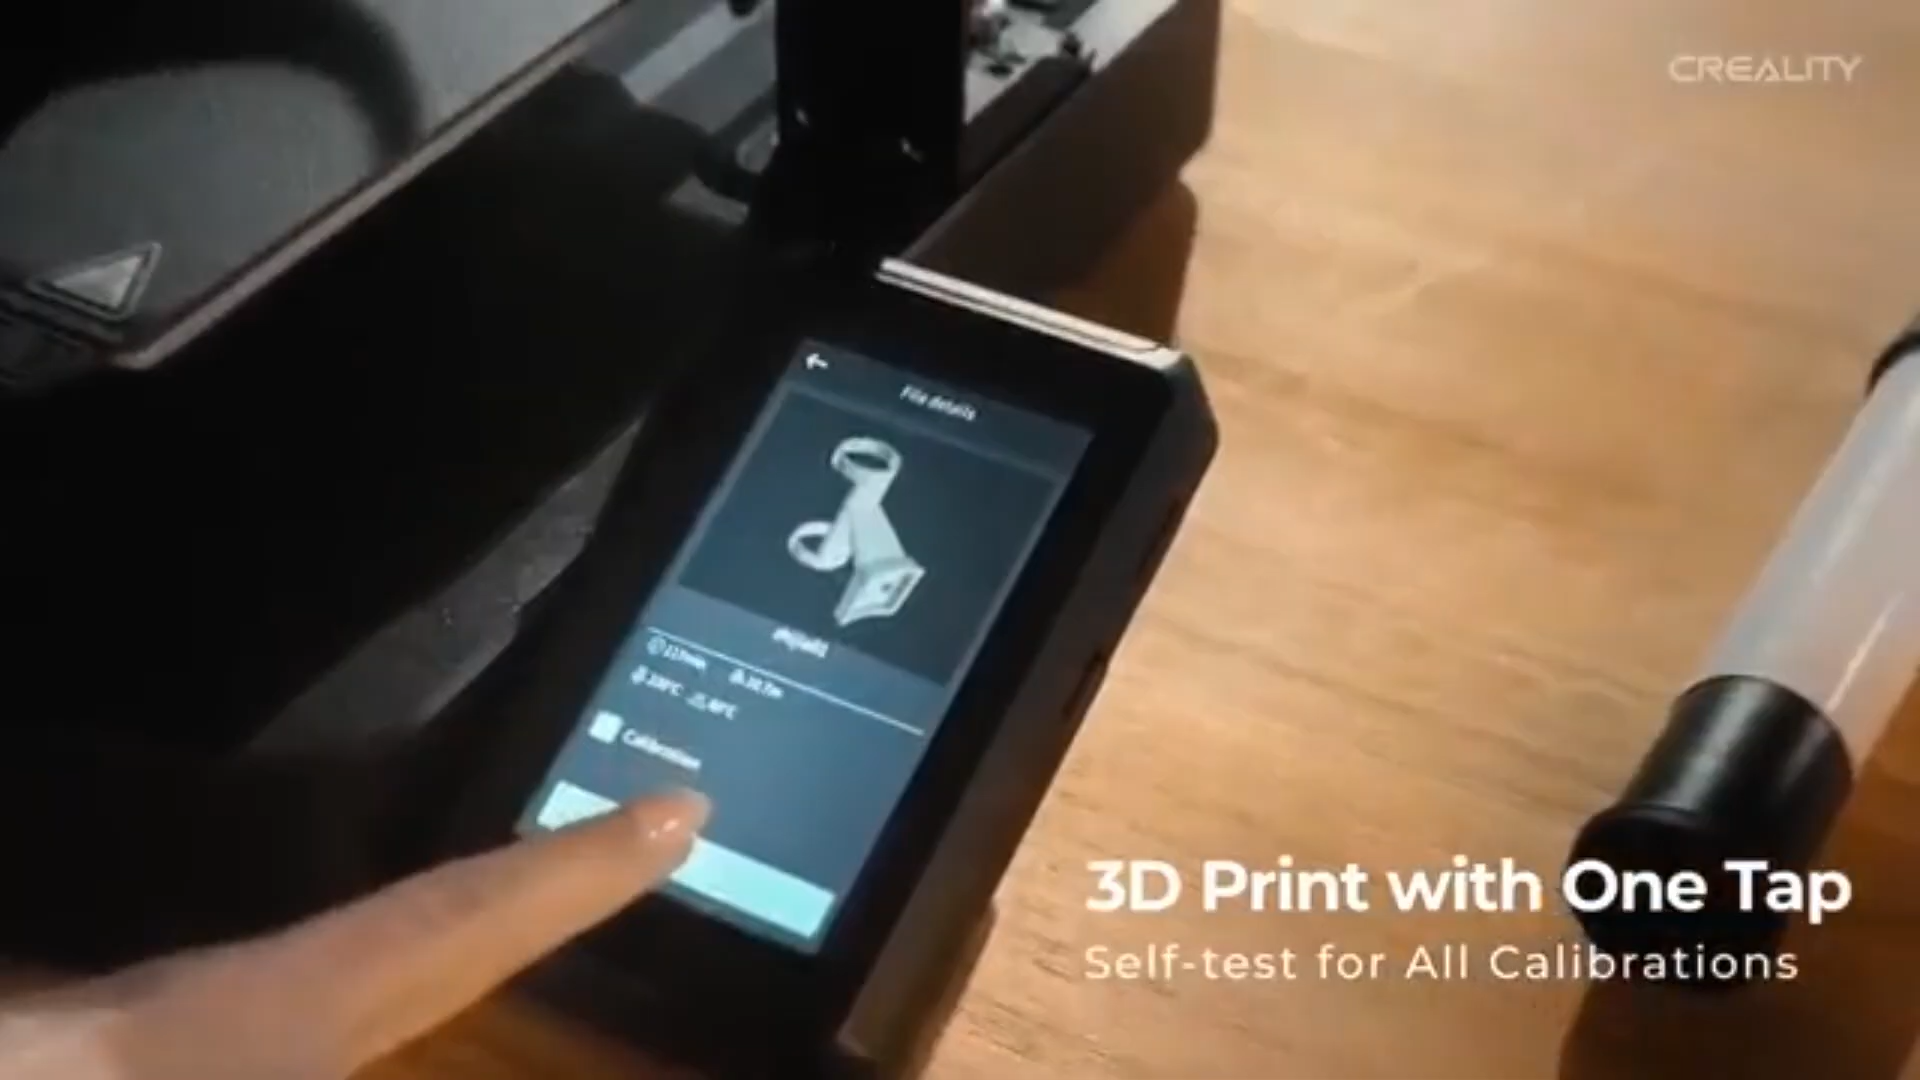 CREALITY
File details
Calibration
3D Print with One Tap
Self-test for All Calibrations